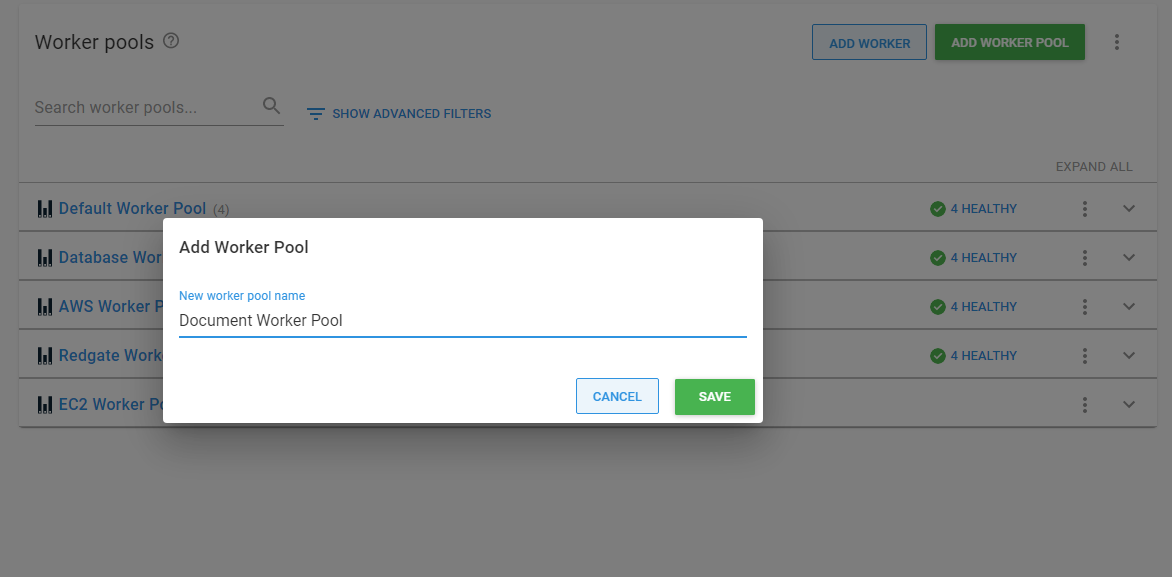 Worker pools
ADD WORKER
ADD WORKER POOL
Search worker pools...
SHOW ADVANCED FILTERS
EXPAND ALL
Default Worker Pool (4)
4 HEALTHY
Database Wor
4 HEALTHY
AWS Worker P
4 HEALTHY
Redgate Work
4 HEALTHY
EC2 Worker Po
Add Worker Pool
New worker pool name
Document Worker Pool
CANCEL
SAVE